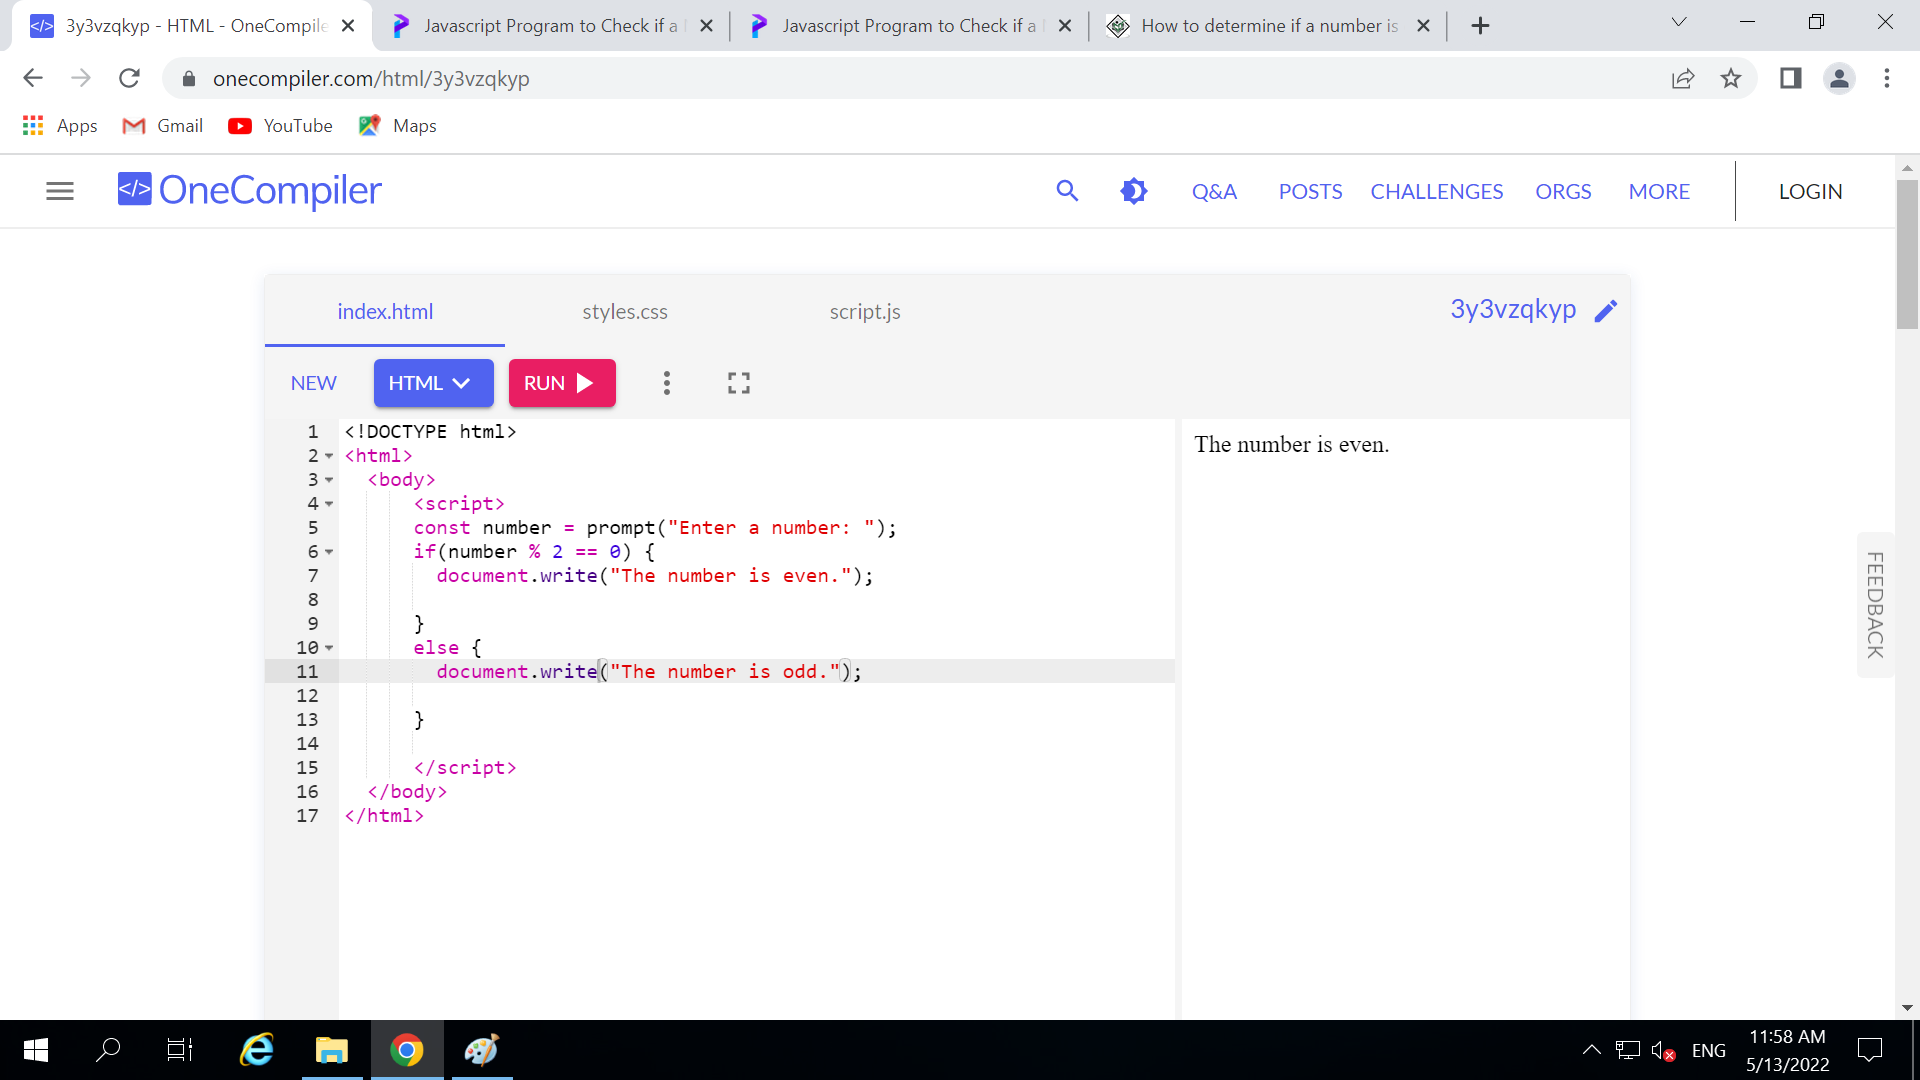 3y3vzqkyp - HTML - OneCompile
Javascript Program to Check if a
Javascript Program to Check if a
How to determine if a number is
onecompiler.com/html/3y3vzqkyp
Apps Gmail YouTube Maps
</> OneCompiler Q&A POSTS CHALLENGES ORGS MORE LOGIN
index.html styles.css script.js 3y3vzqkyp
NEW HTML RUN
1 <!DOCTYPE html>
2 <html>
3 <body>
4 <script>
5 const number = prompt("Enter a number: ");
6 if(number % 2 == 0) {
7 document.write("The number is even.");
8
9 }
10 else {
11 document.write("The number is odd.");
12
13 }
14
15 </script>
16 </body>
17 </html>
The number is even.
FEEDBACK
ENG
11:58 AM
5/13/2022